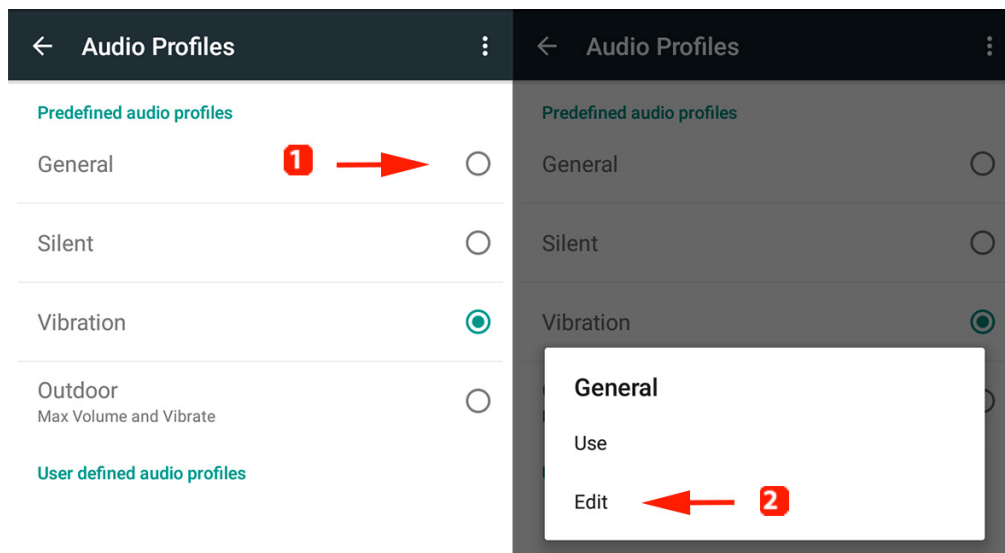 Audio Profiles
Predefined audio profiles
General
1
Silent
Vibration
Outdoor
Max Volume and Vibrate
User defined audio profiles
Audio Profiles
Predefined audio profiles
General
Silent
Vibration
General
Use
Edit
2